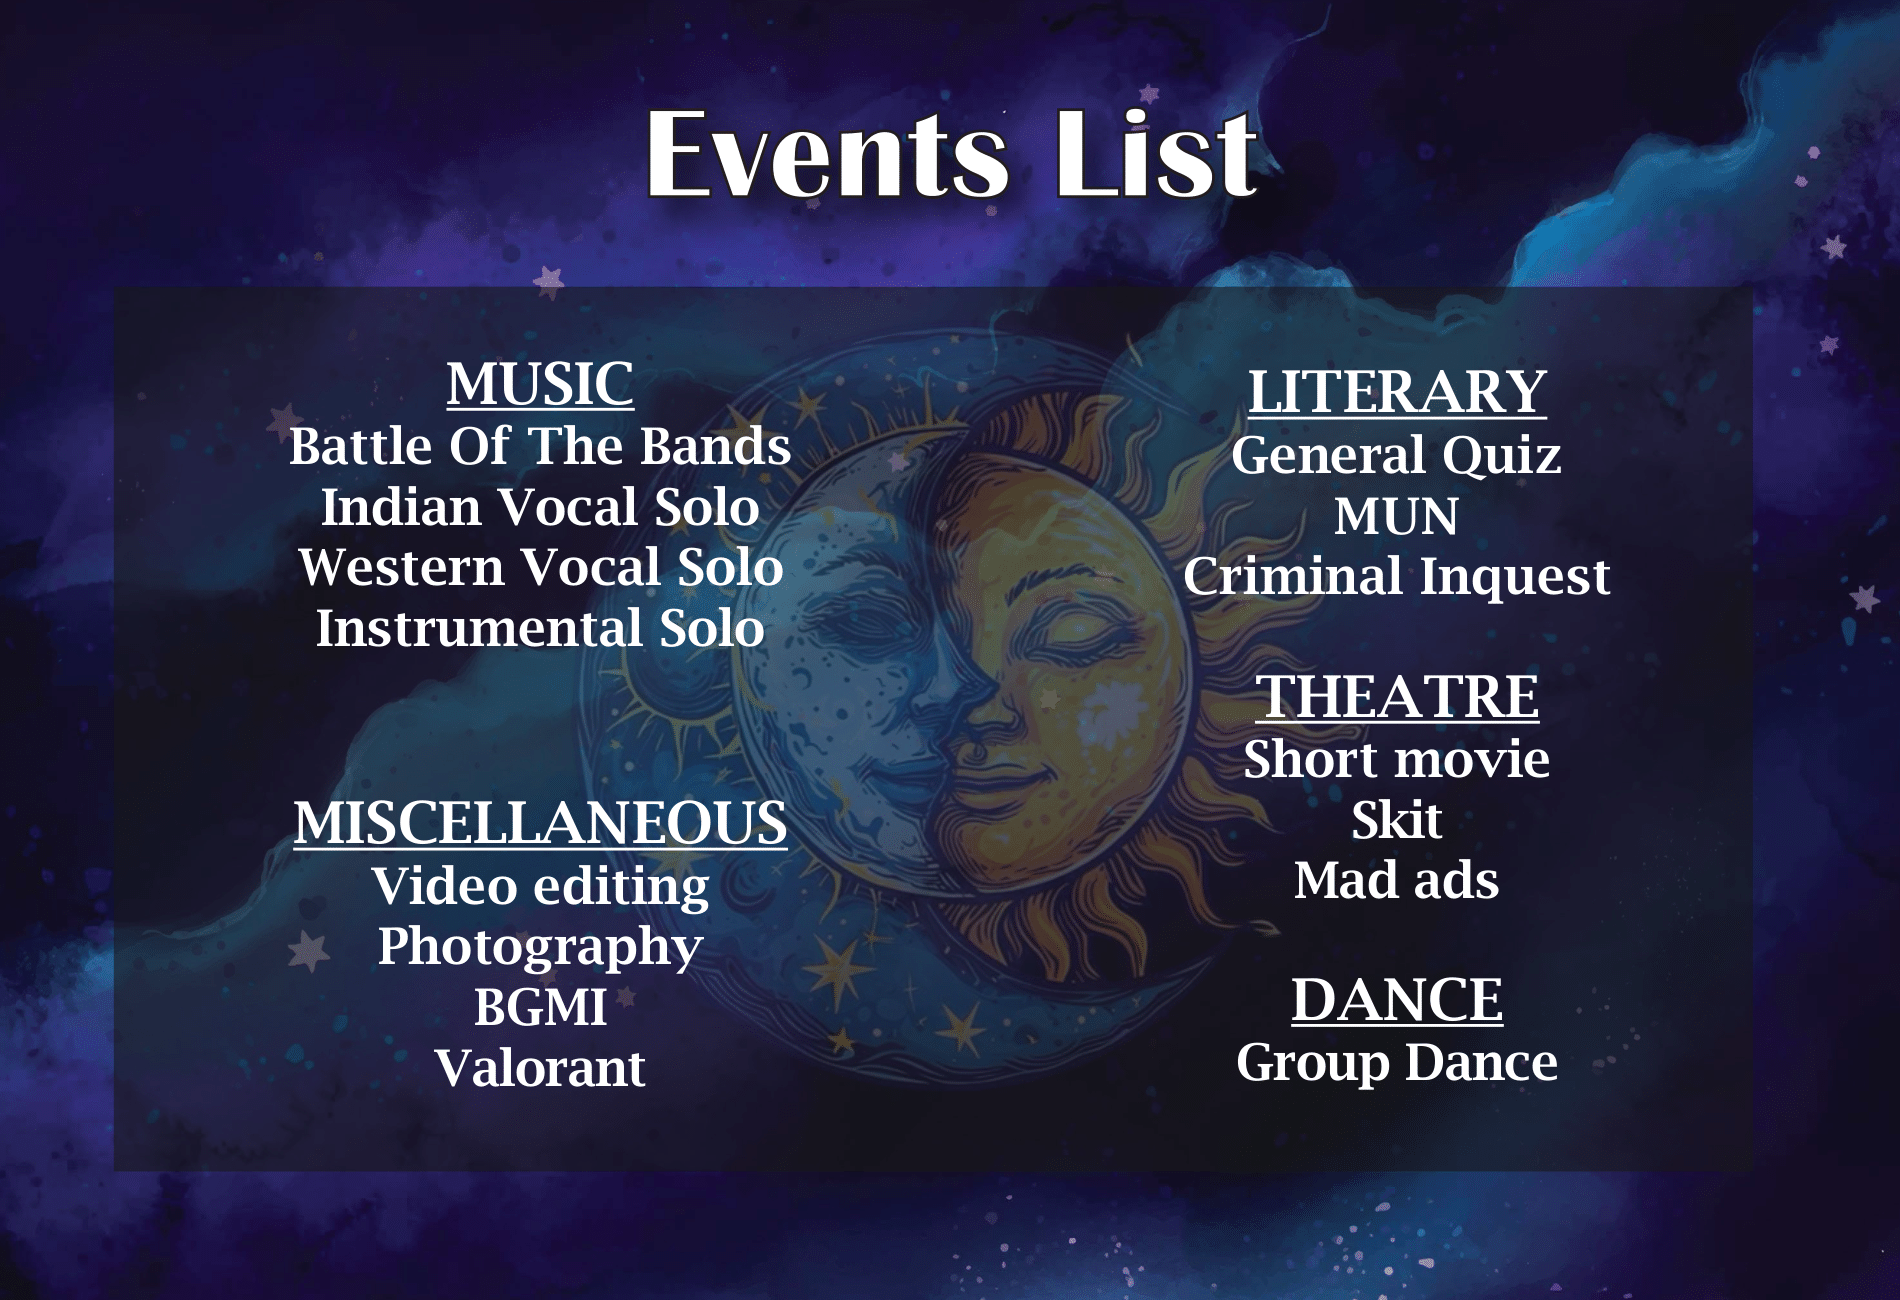 Events List
MUSIC
Battle Of The Bands
Indian Vocal Solo
Western Vocal Solo
Instrumental Solo
MISCELLANEOUS
Video editing
Photography
BGMI
Valorant
LITERARY
General Quiz
MUN
Criminal Inquest
THEATRE
Short movie
Skit
Mad ads
DANCE
Group Dance